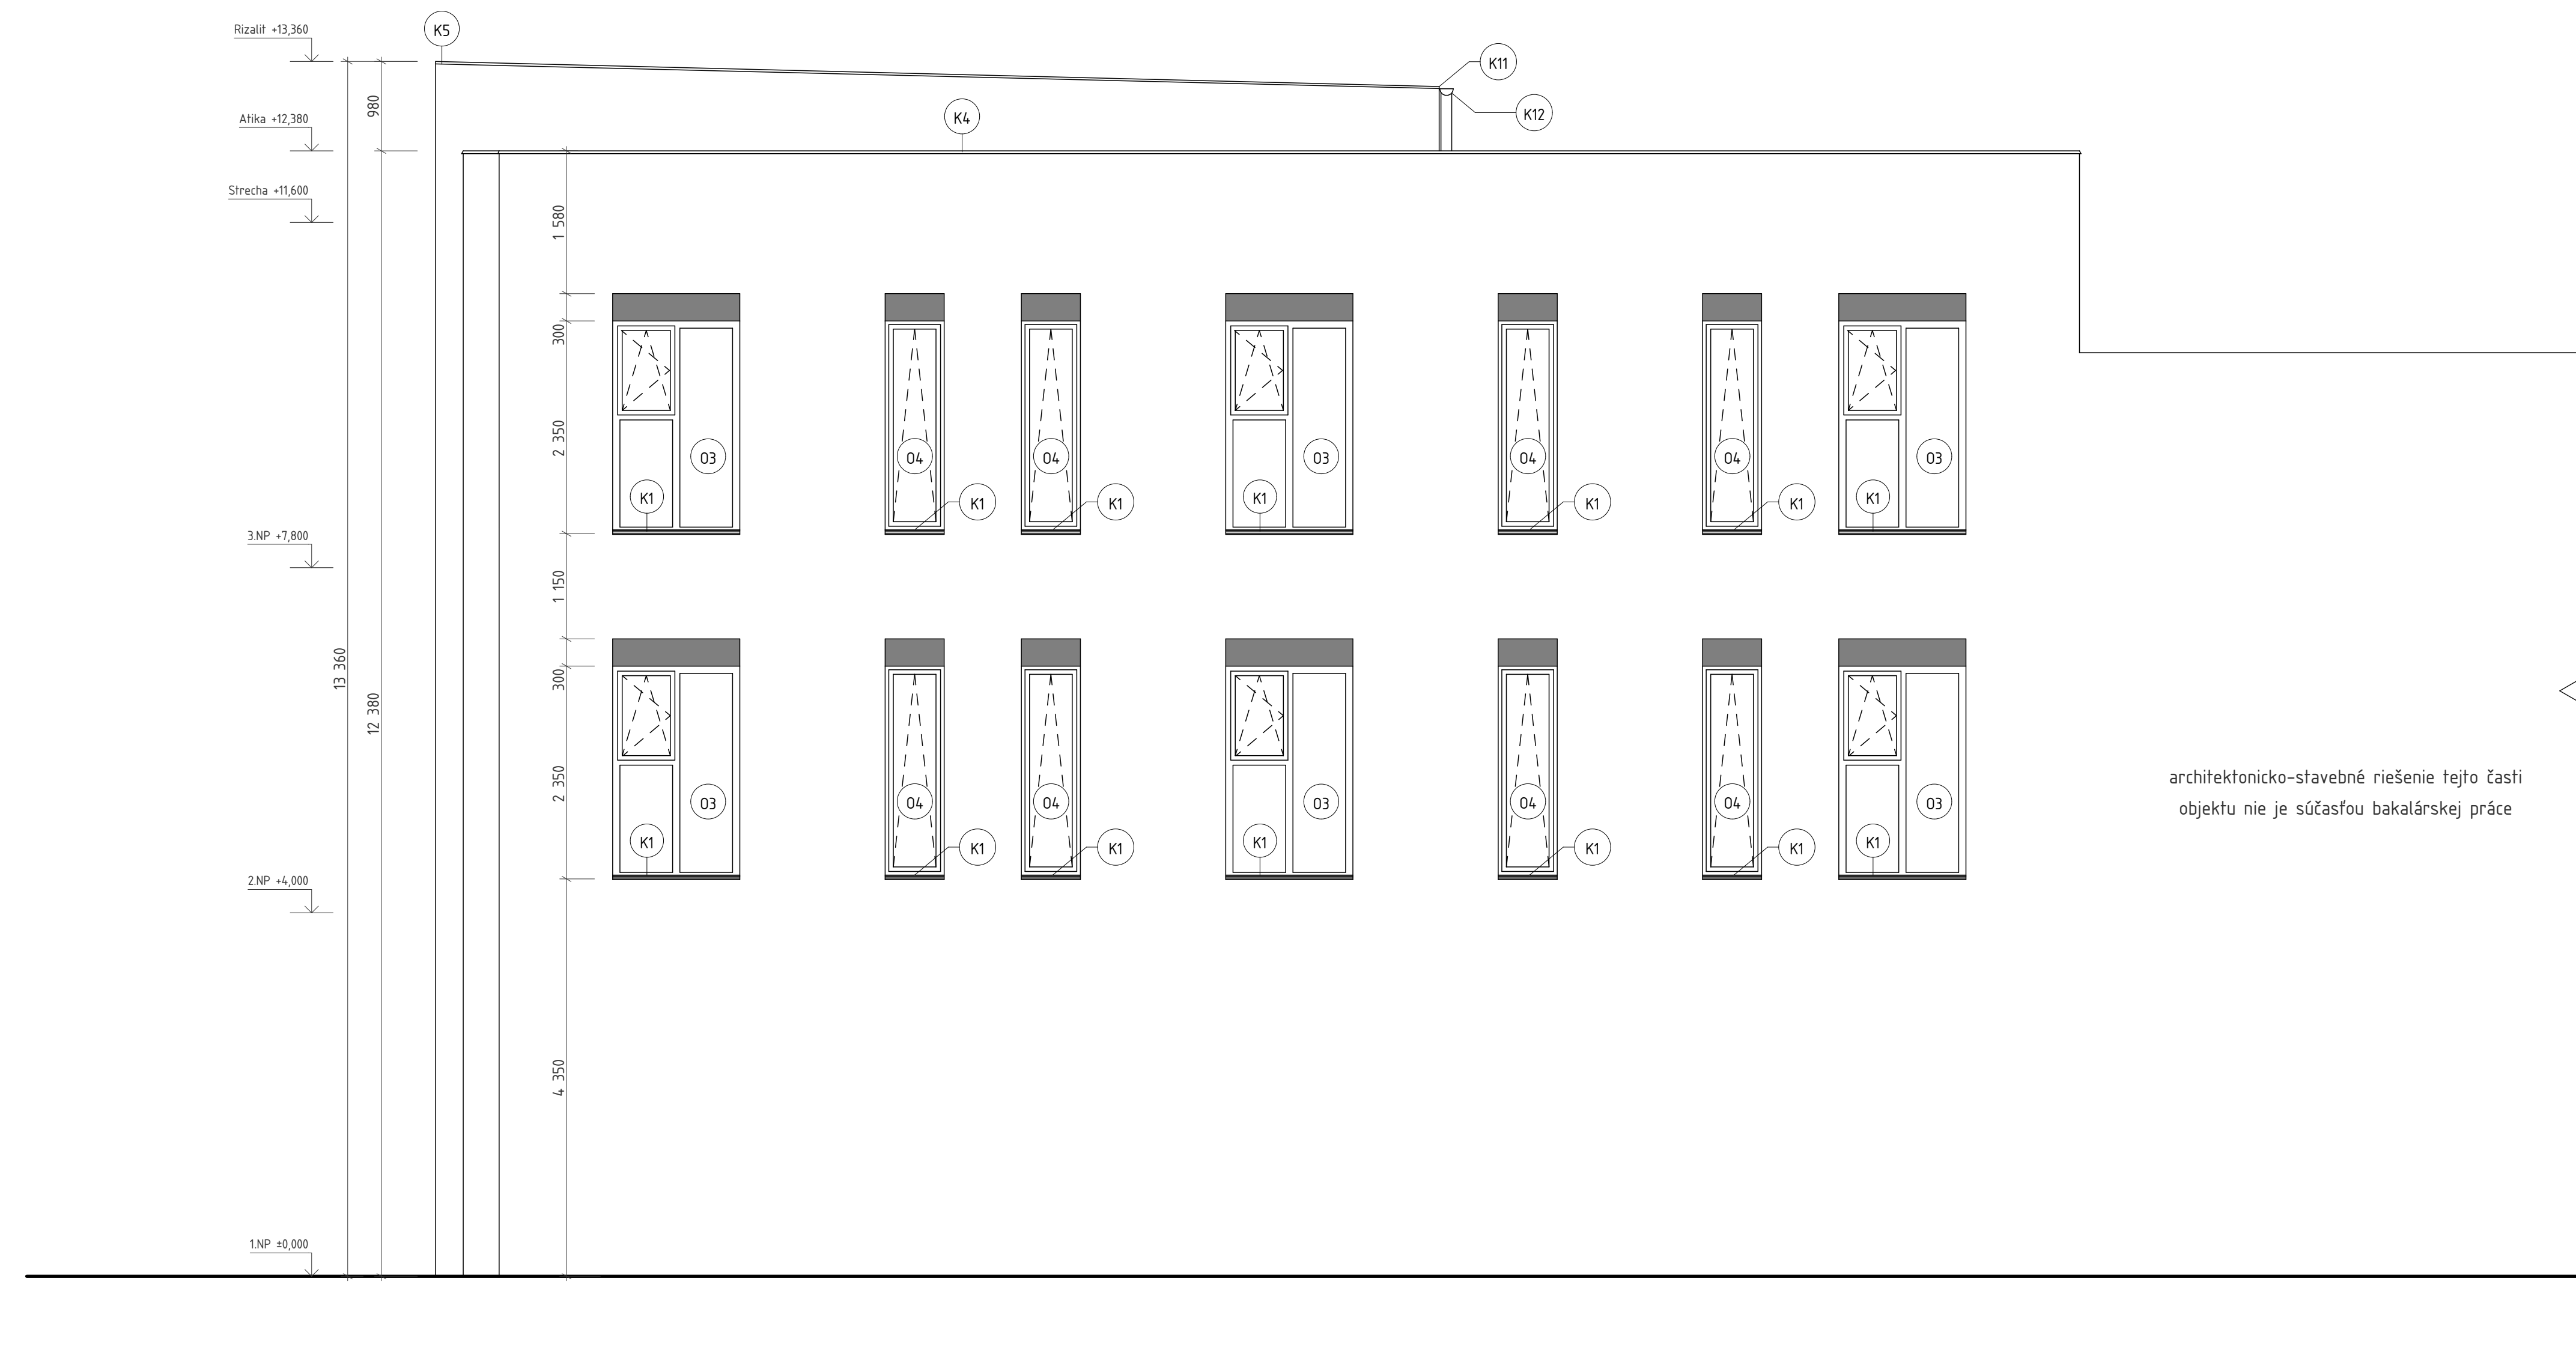 Rizalit +13,360
K5
K11
980
Atika +12,380
K4
K12
Strecha +11,600
1 580
300
2 350
O3
O4
O4
O3
O4
O4
O3
K1
K1
K1
K1
K1
K1
K1
3.NP +7,800
1 150
13 360
12 380
300
2 350
architektonicko-stavebné riešenie tejto časti
objektu nie je súčasťou bakalárskej práce
O3
O4
O4
O3
O4
O4
O3
K1
K1
K1
K1
K1
K1
K1
2.NP +4,000
4 350
1.NP ±0,000